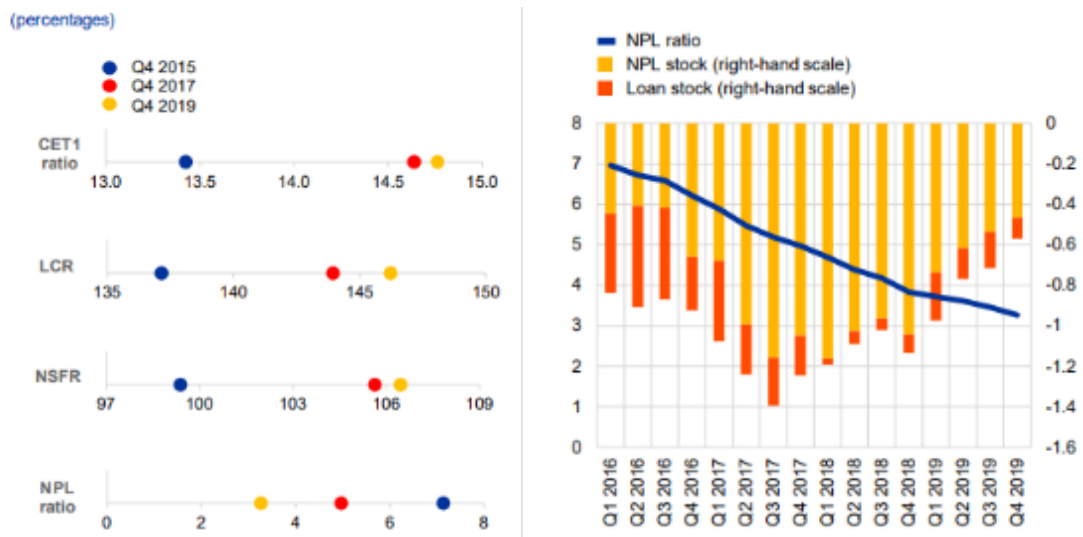 (percentages)
Q4 2015
Q4 2017
Q4 2019
CET1
ratio
13.0 13.5 14.0 14.5 15.0
LCR
135 140 145 150
NSFR
97 100 103 106 109
NPL
ratio
0 2 4 6 8
NPL ratio
NPL stock (right-hand scale)
Loan stock (right-hand scale)
8 0
7 -0.2
6 -0.4
5 -0.6
4 -0.8
3 -1
2 -1.2
1 -1.4
0 -1.6
Q1 2016
Q2 2016
Q3 2016
Q4 2016
Q1 2017
Q2 2017
Q3 2017
Q4 2017
Q1 2018
Q2 2018
Q3 2018
Q4 2018
Q1 2019
Q2 2019
Q3 2019
Q4 2019